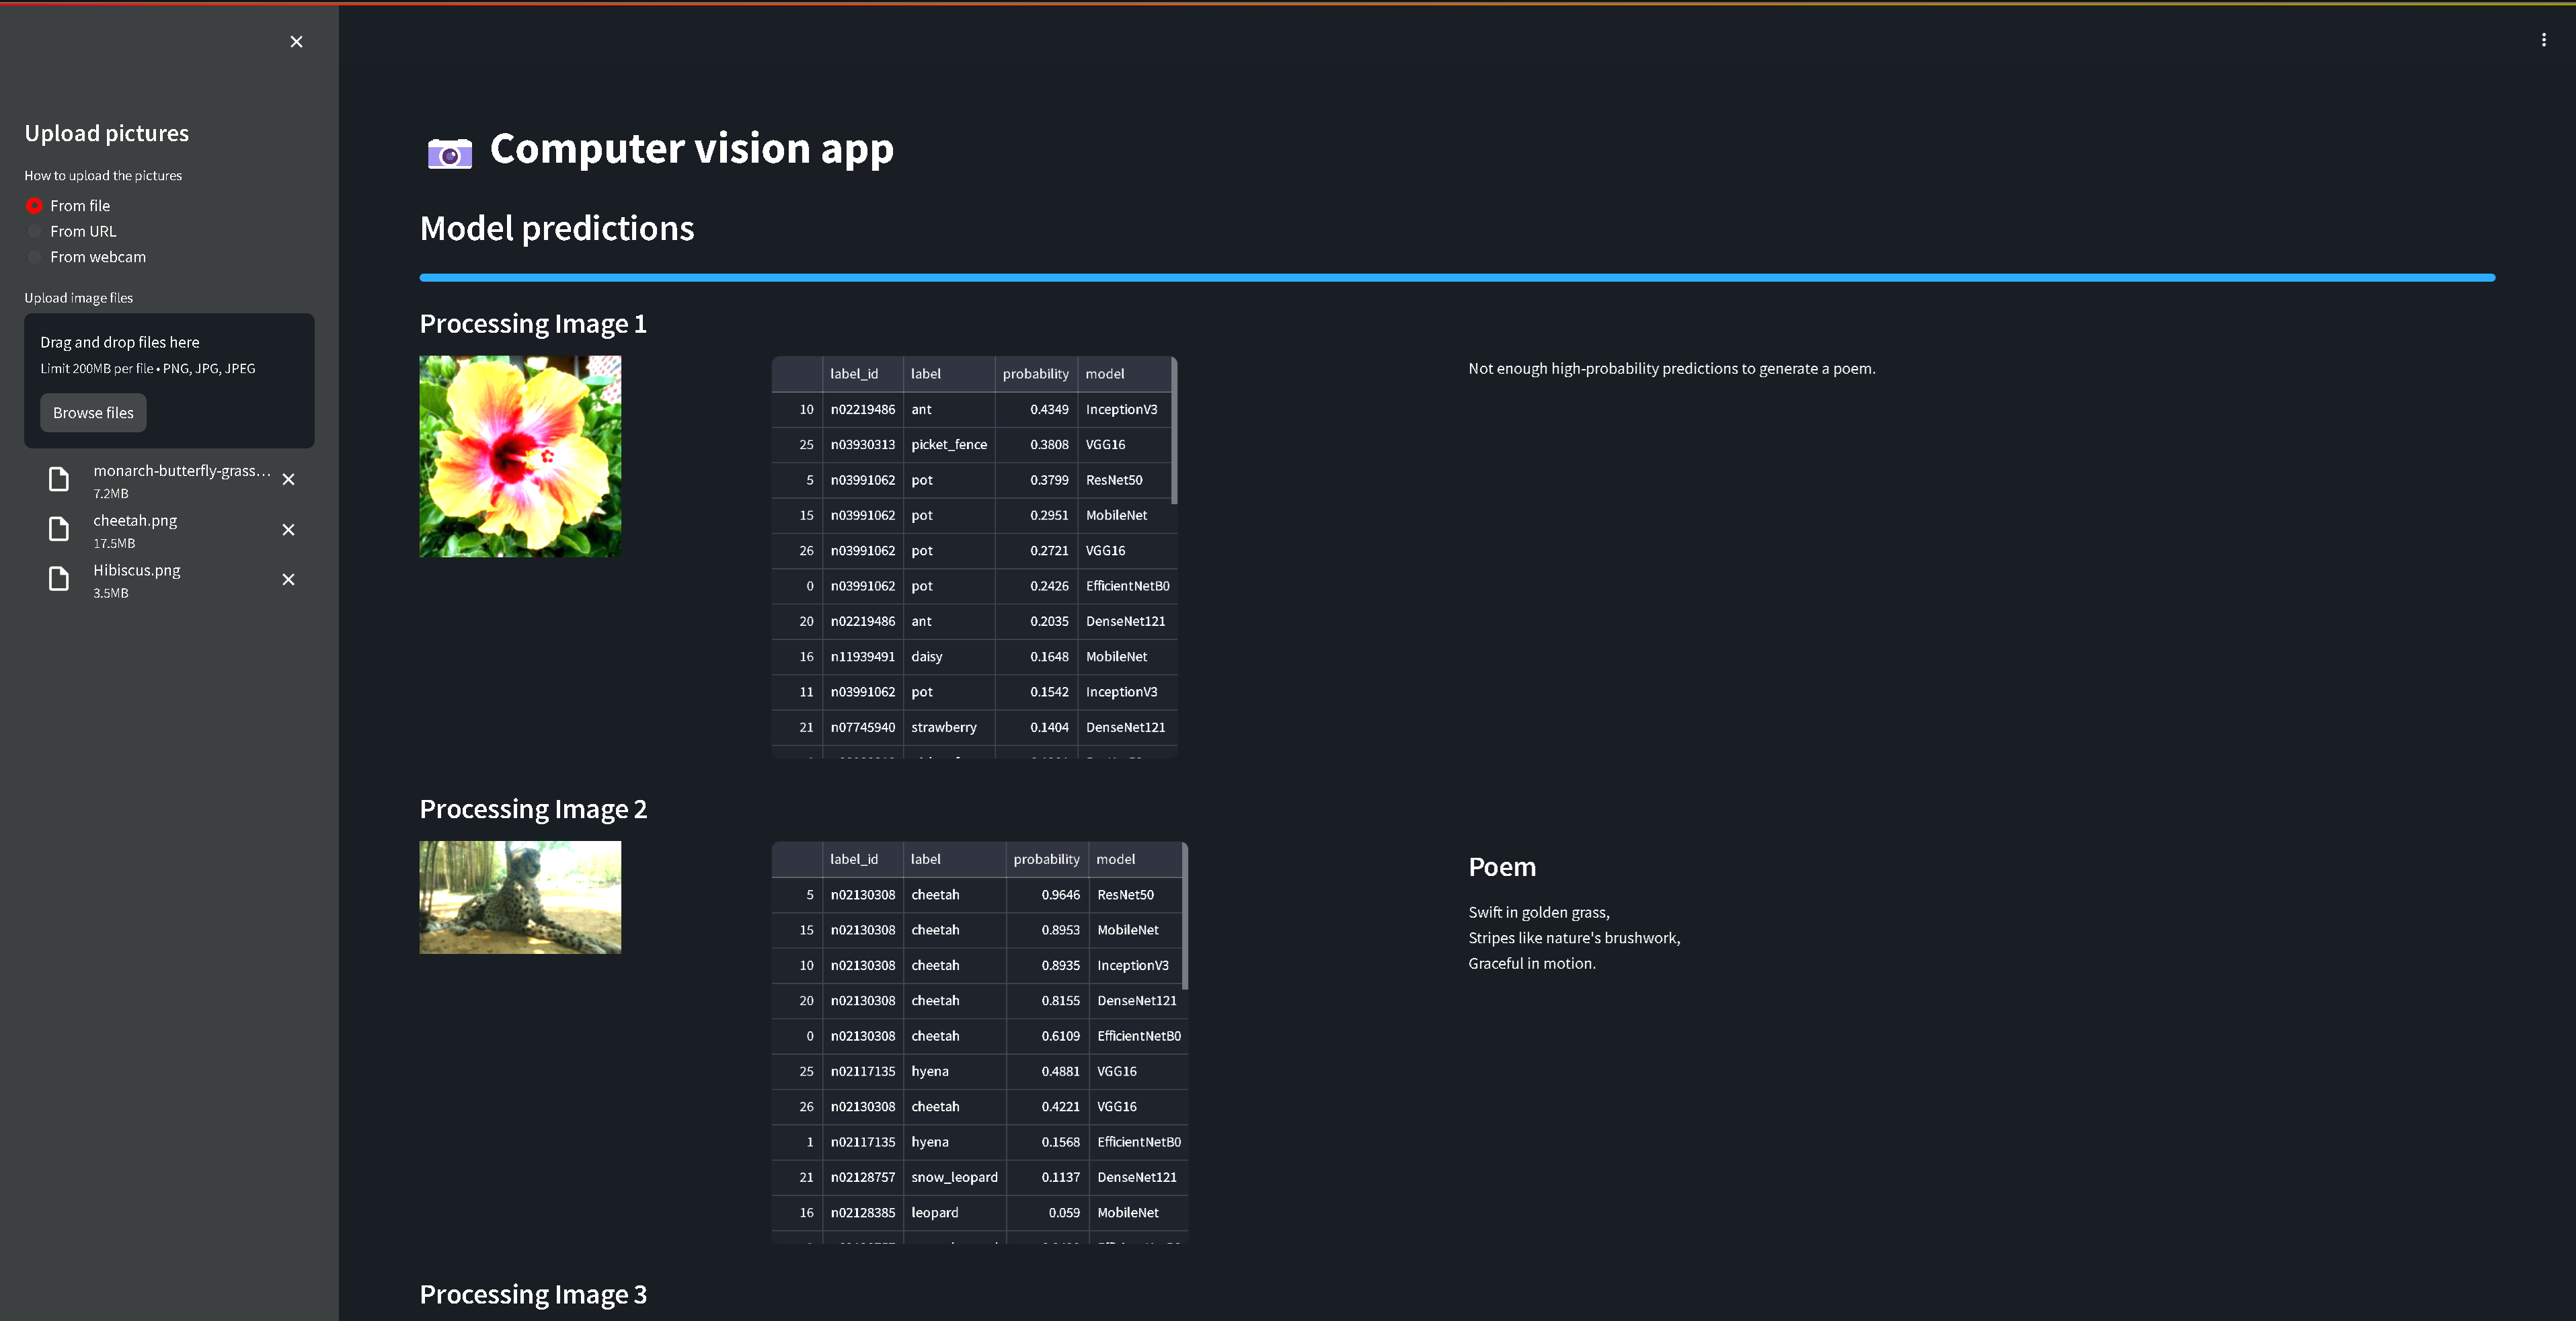 Upload pictures
How to upload the pictures
From file
From URL
From webcam
Upload image files
Drag and drop files here
Limit 200MB per file • PNG, JPG, JPEG
Browse files
monarch-butterfly-grass…
7.2MB
cheetah.png
17.5MB
Hibiscus.png
3.5MB
Computer vision app
Model predictions
Processing Image 1
label_id label probability model
10 n02219486 ant 0.4349 InceptionV3
25 n03930313 picket_fence 0.3808 VGG16
5 n03991062 pot 0.3799 ResNet50
15 n03991062 pot 0.2951 MobileNet
26 n03991062 pot 0.2721 VGG16
0 n03991062 pot 0.2426 EfficientNetB0
20 n02219486 ant 0.2035 DenseNet121
16 n11939491 daisy 0.1648 MobileNet
11 n03991062 pot 0.1542 InceptionV3
21 n07745940 strawberry 0.1404 DenseNet121
Not enough high-probability predictions to generate a poem.
Processing Image 2
label_id label probability model
5 n02130308 cheetah 0.9646 ResNet50
15 n02130308 cheetah 0.8953 MobileNet
10 n02130308 cheetah 0.8935 InceptionV3
20 n02130308 cheetah 0.8155 DenseNet121
0 n02130308 cheetah 0.6109 EfficientNetB0
25 n02117135 hyena 0.4881 VGG16
26 n02130308 cheetah 0.4221 VGG16
1 n02117135 hyena 0.1568 EfficientNetB0
21 n02128757 snow_leopard 0.1137 DenseNet121
16 n02128385 leopard 0.059 MobileNet
Poem
Swift in golden grass,
Stripes like nature's brushwork,
Graceful in motion.
Processing Image 3